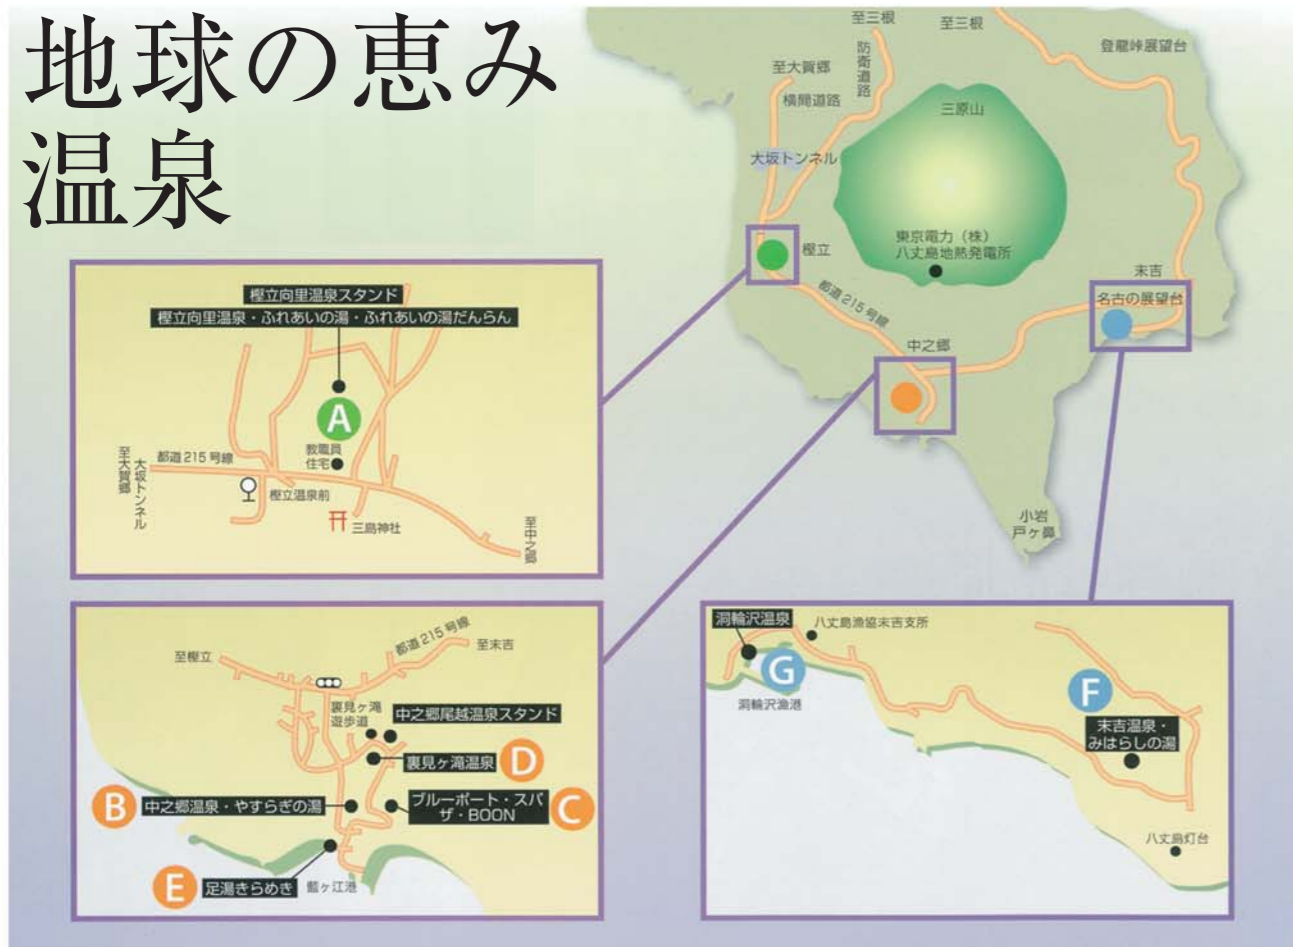 地球の恵み
温泉
至三根
至三根
防衛道路
登龍峠展望台
至大賀郷
横間道路
三原山
大坂トンネル
樫立
東京電力（株）
八丈島地熱発電所
末吉
名古の展望台
都道215号線
中之郷
小岩
戸ヶ鼻
樫立向里温泉スタンド
樫立向里温泉・ふれあいの湯・ふれあいの湯だんらん
A
教職員
住宅
都道215号線
至大賀郷
大坂トンネル
樫立温泉前
三島神社
至中之郷
都道215号線
至樫立
至末吉
裏見ヶ滝
遊歩道
中之郷尾越温泉スタンド
裏見ヶ滝温泉
D
B
中之郷温泉・やすらぎの湯
ブルーポート・スパ
ザ・BOON
C
E
足湯きらめき
藍ヶ江港
洞輪沢温泉
八丈島漁協末吉支所
G
洞輪沢漁港
F
末吉温泉・
みはらしの湯
八丈島灯台